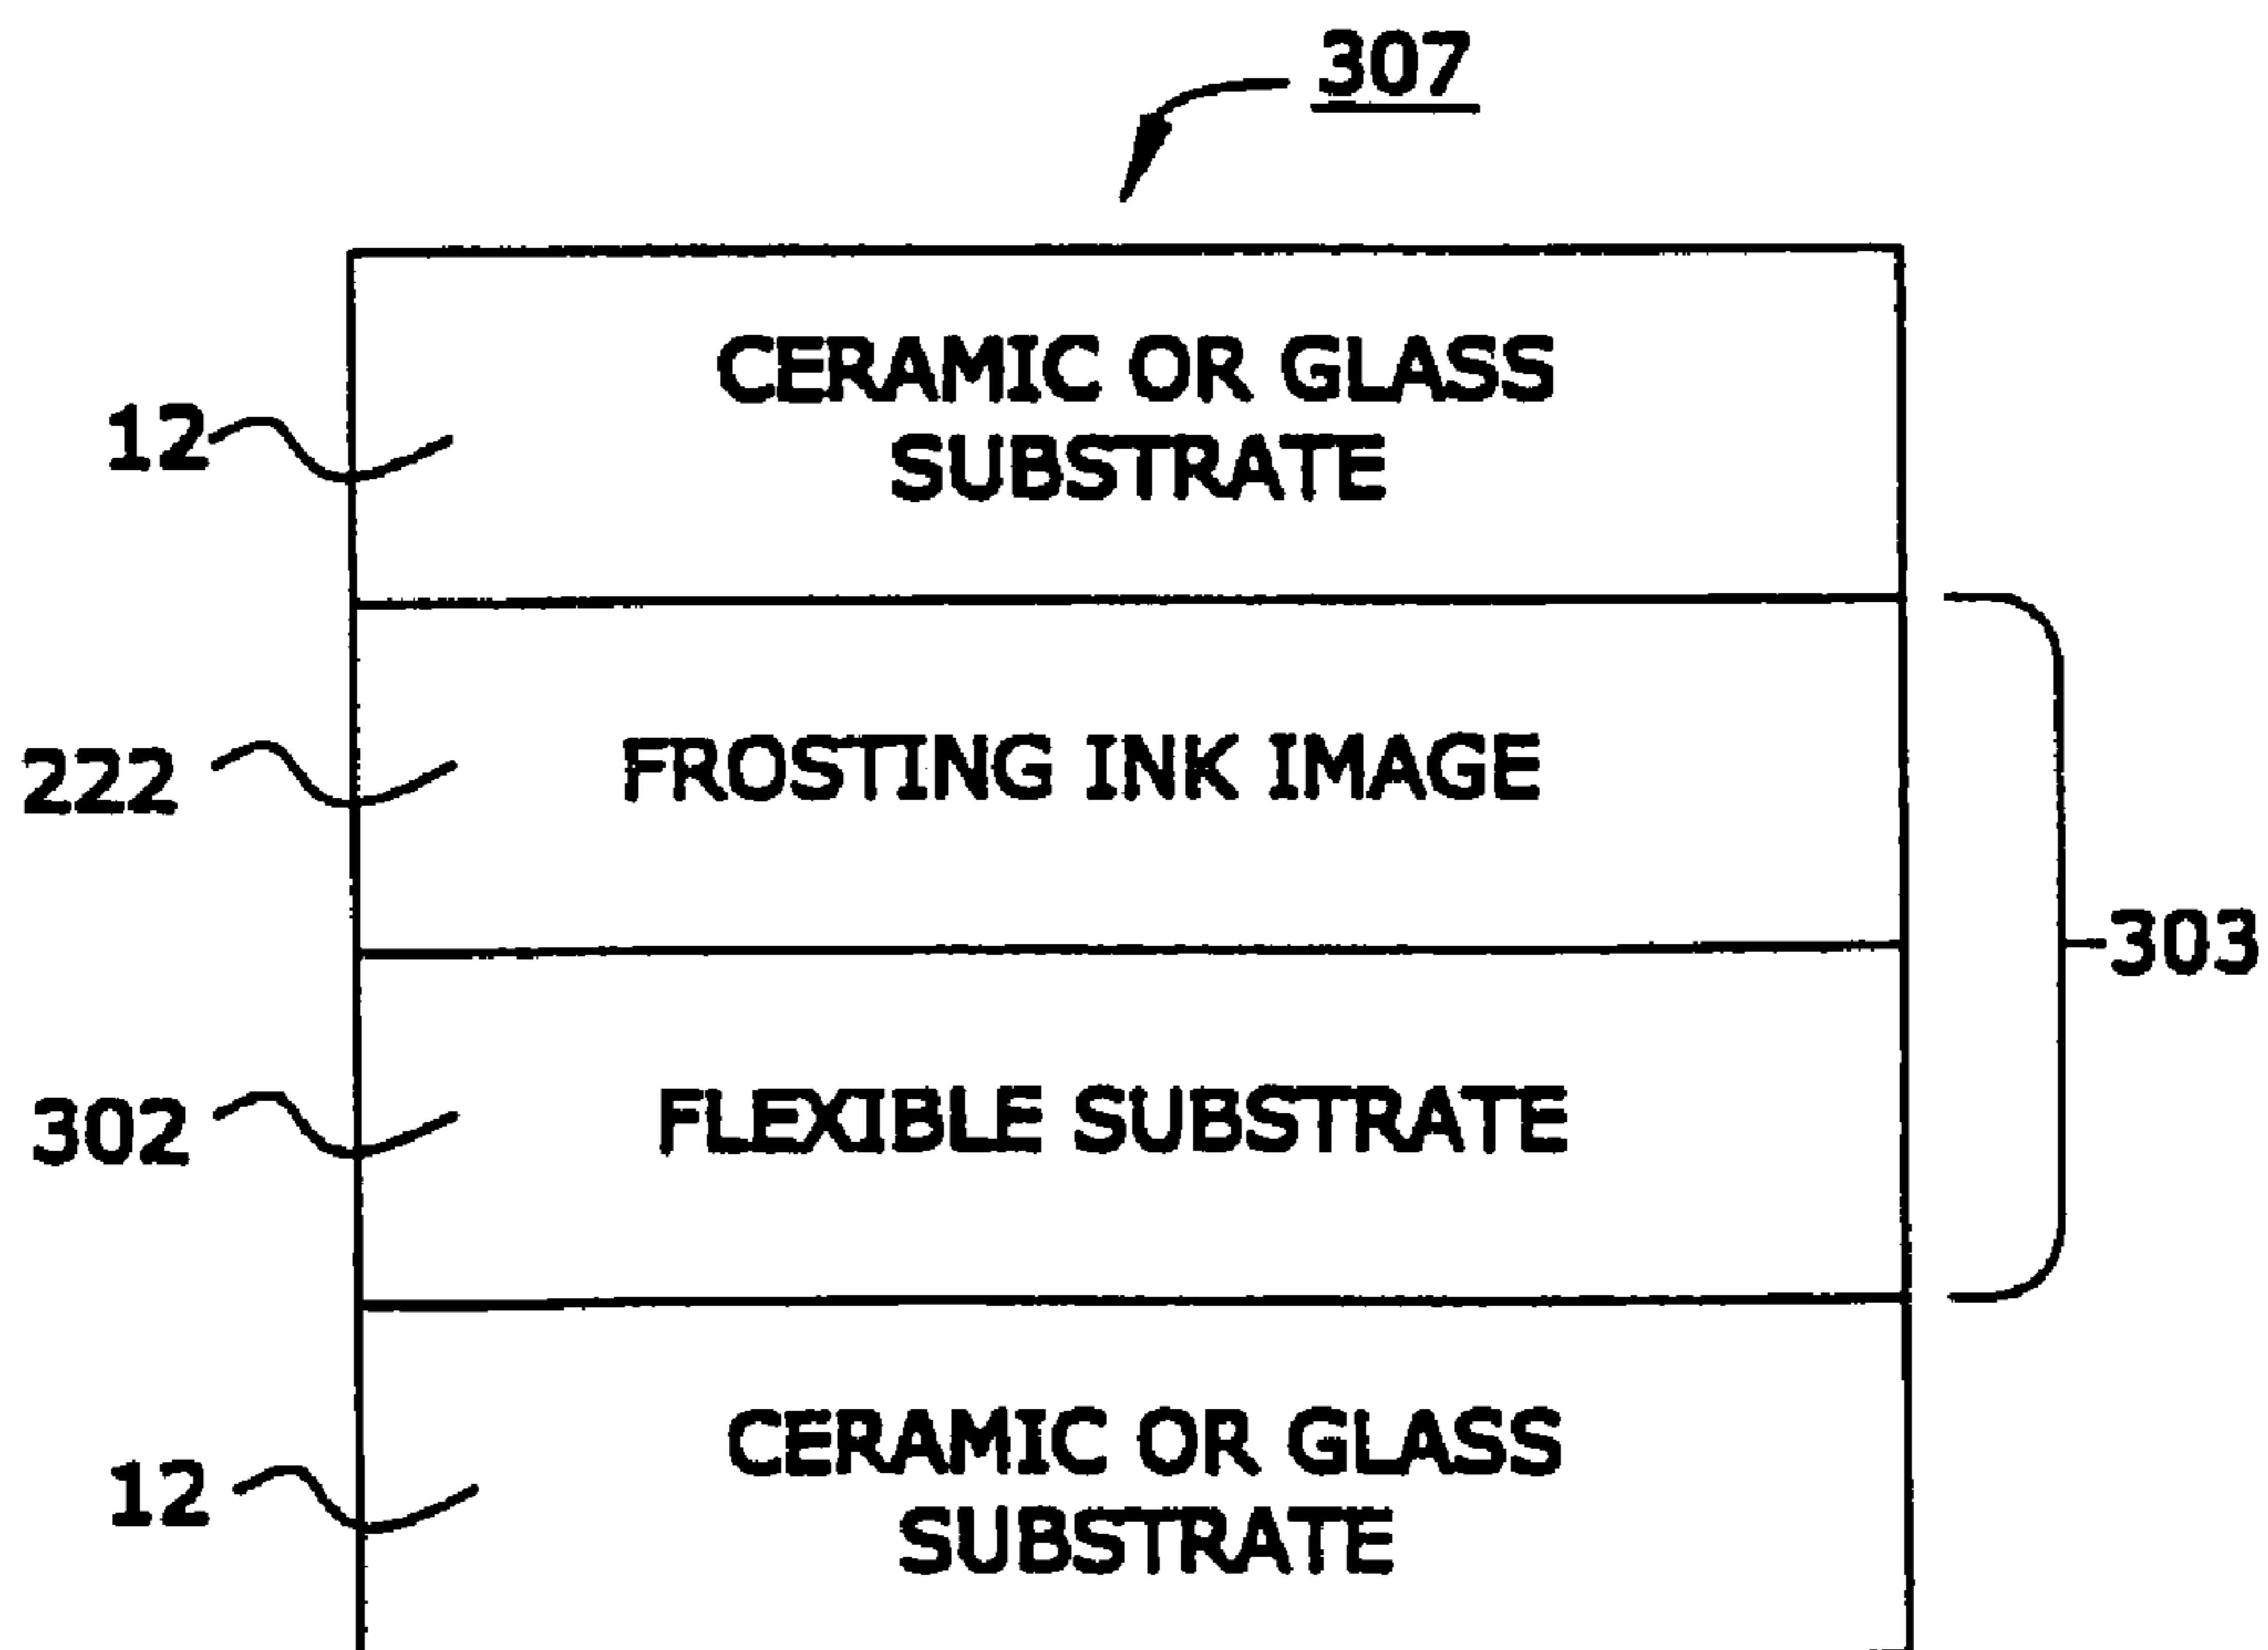 307
CERAMIC OR GLASS
12
SUBSTRATE
222
FROSTING INK IMAGE
303
302
FLEXIBLE SUBSTRATE
CERAMIC OR GLASS
12
SUBSTRATE